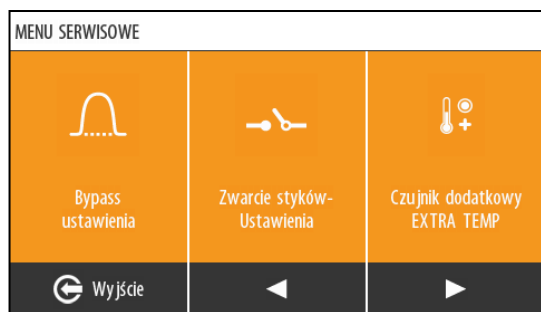 MENU SERWISOWE
Bypass
ustawienia
Zwarcie styków-
Ustawienia
Czujnik dodatkowy
EXTRA TEMP
Wyjście